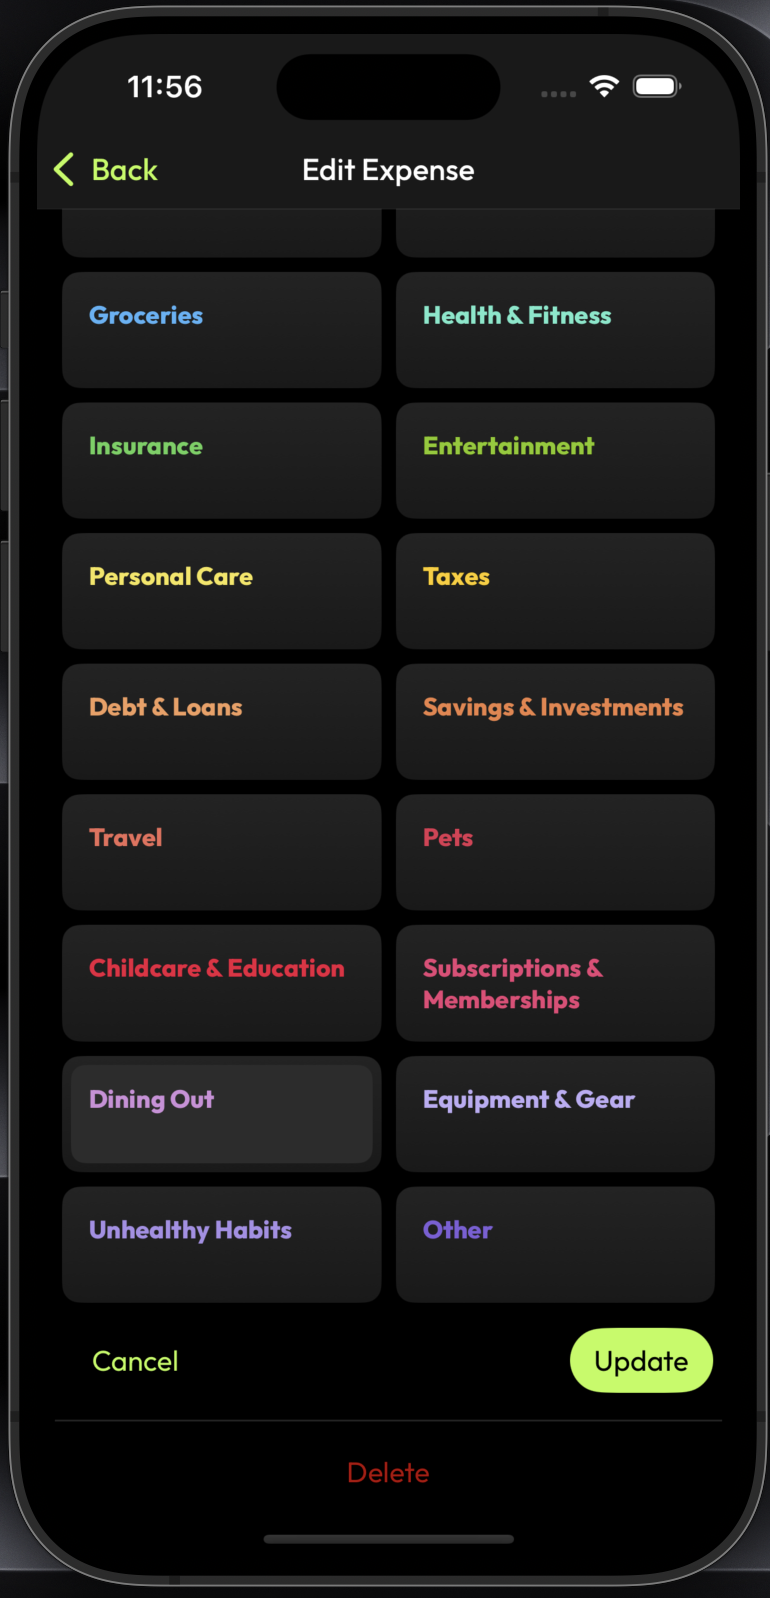 11:56
Back
Edit Expense
Groceries
Health & Fitness
Insurance
Entertainment
Personal Care
Taxes
Debt & Loans
Savings & Investments
Travel
Pets
Childcare & Education
Subscriptions &
Memberships
Dining Out
Equipment & Gear
Unhealthy Habits
Other
Cancel
Update
Delete